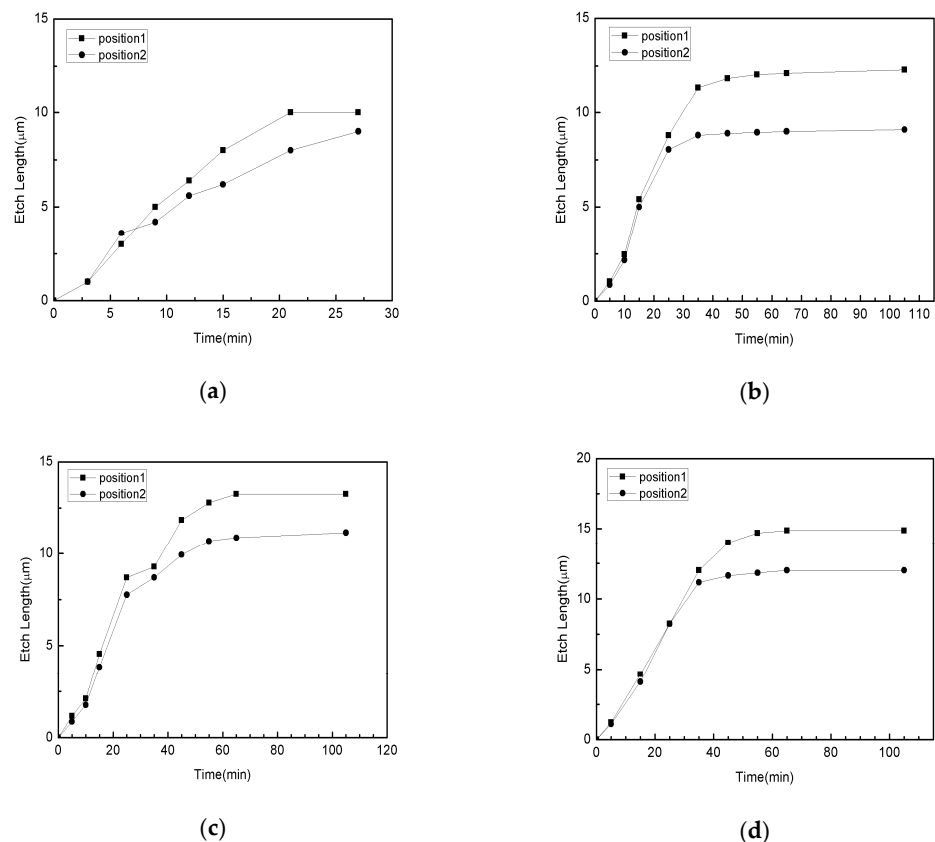 15
position1
position2
10
Etch Length(μm)
5
0
0 5 10 15 20 25 30
Time(min)
(a)
15
position1
position2
10
Etch Length(μm)
5
0
0 10 20 30 40 50 60 70 80 90 100 110
Time(min)
(b)
15
position1
position2
10
Etch Length(μm)
5
0
0 20 40 60 80 100 120
Time(min)
(c)
20
position1
position2
15
Etch Length(μm)
10
5
0
0 20 40 60 80 100
Time(min)
(d)